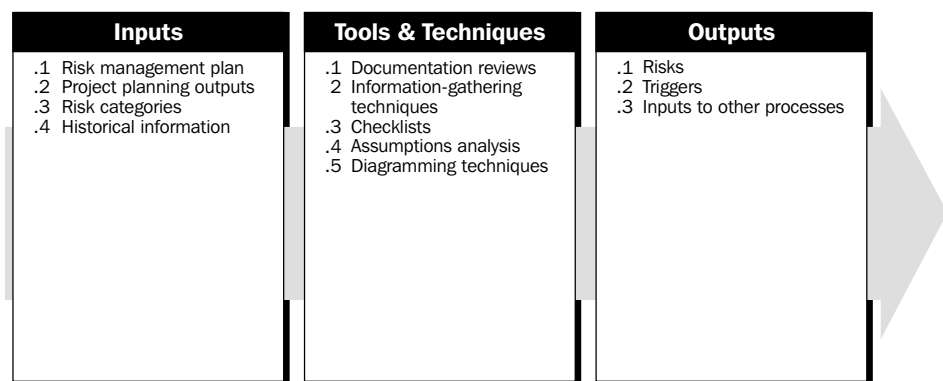 Inputs
.1 Risk management plan
.2 Project planning outputs
.3 Risk categories
.4 Historical information
Tools & Techniques
.1 Documentation reviews
2 Information-gathering
techniques
.3 Checklists
.4 Assumptions analysis
.5 Diagramming techniques
Outputs
.1 Risks
.2 Triggers
.3 Inputs to other processes